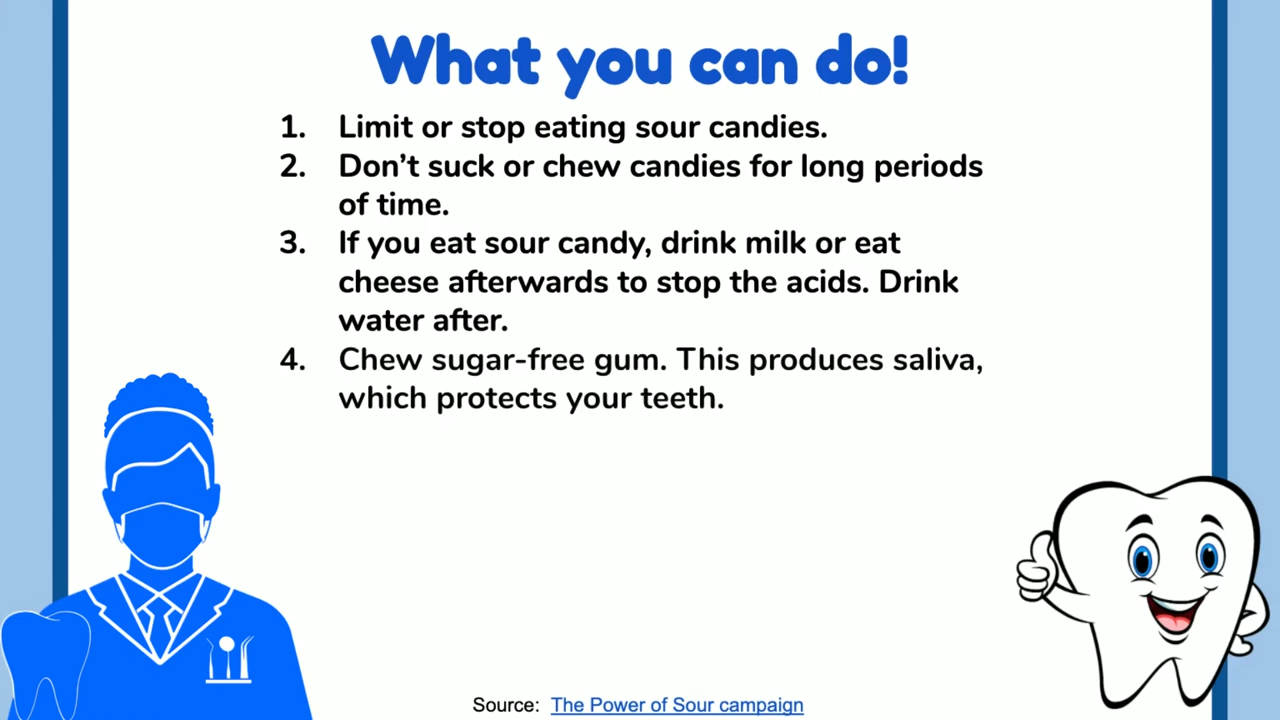 What you can do!
1. Limit or stop eating sour candies.
2. Don’t suck or chew candies for long periods
of time.
3. If you eat sour candy, drink milk or eat
cheese afterwards to stop the acids. Drink
water after.
4. Chew sugar-free gum. This produces saliva,
which protects your teeth.
Source: The Power of Sour campaign